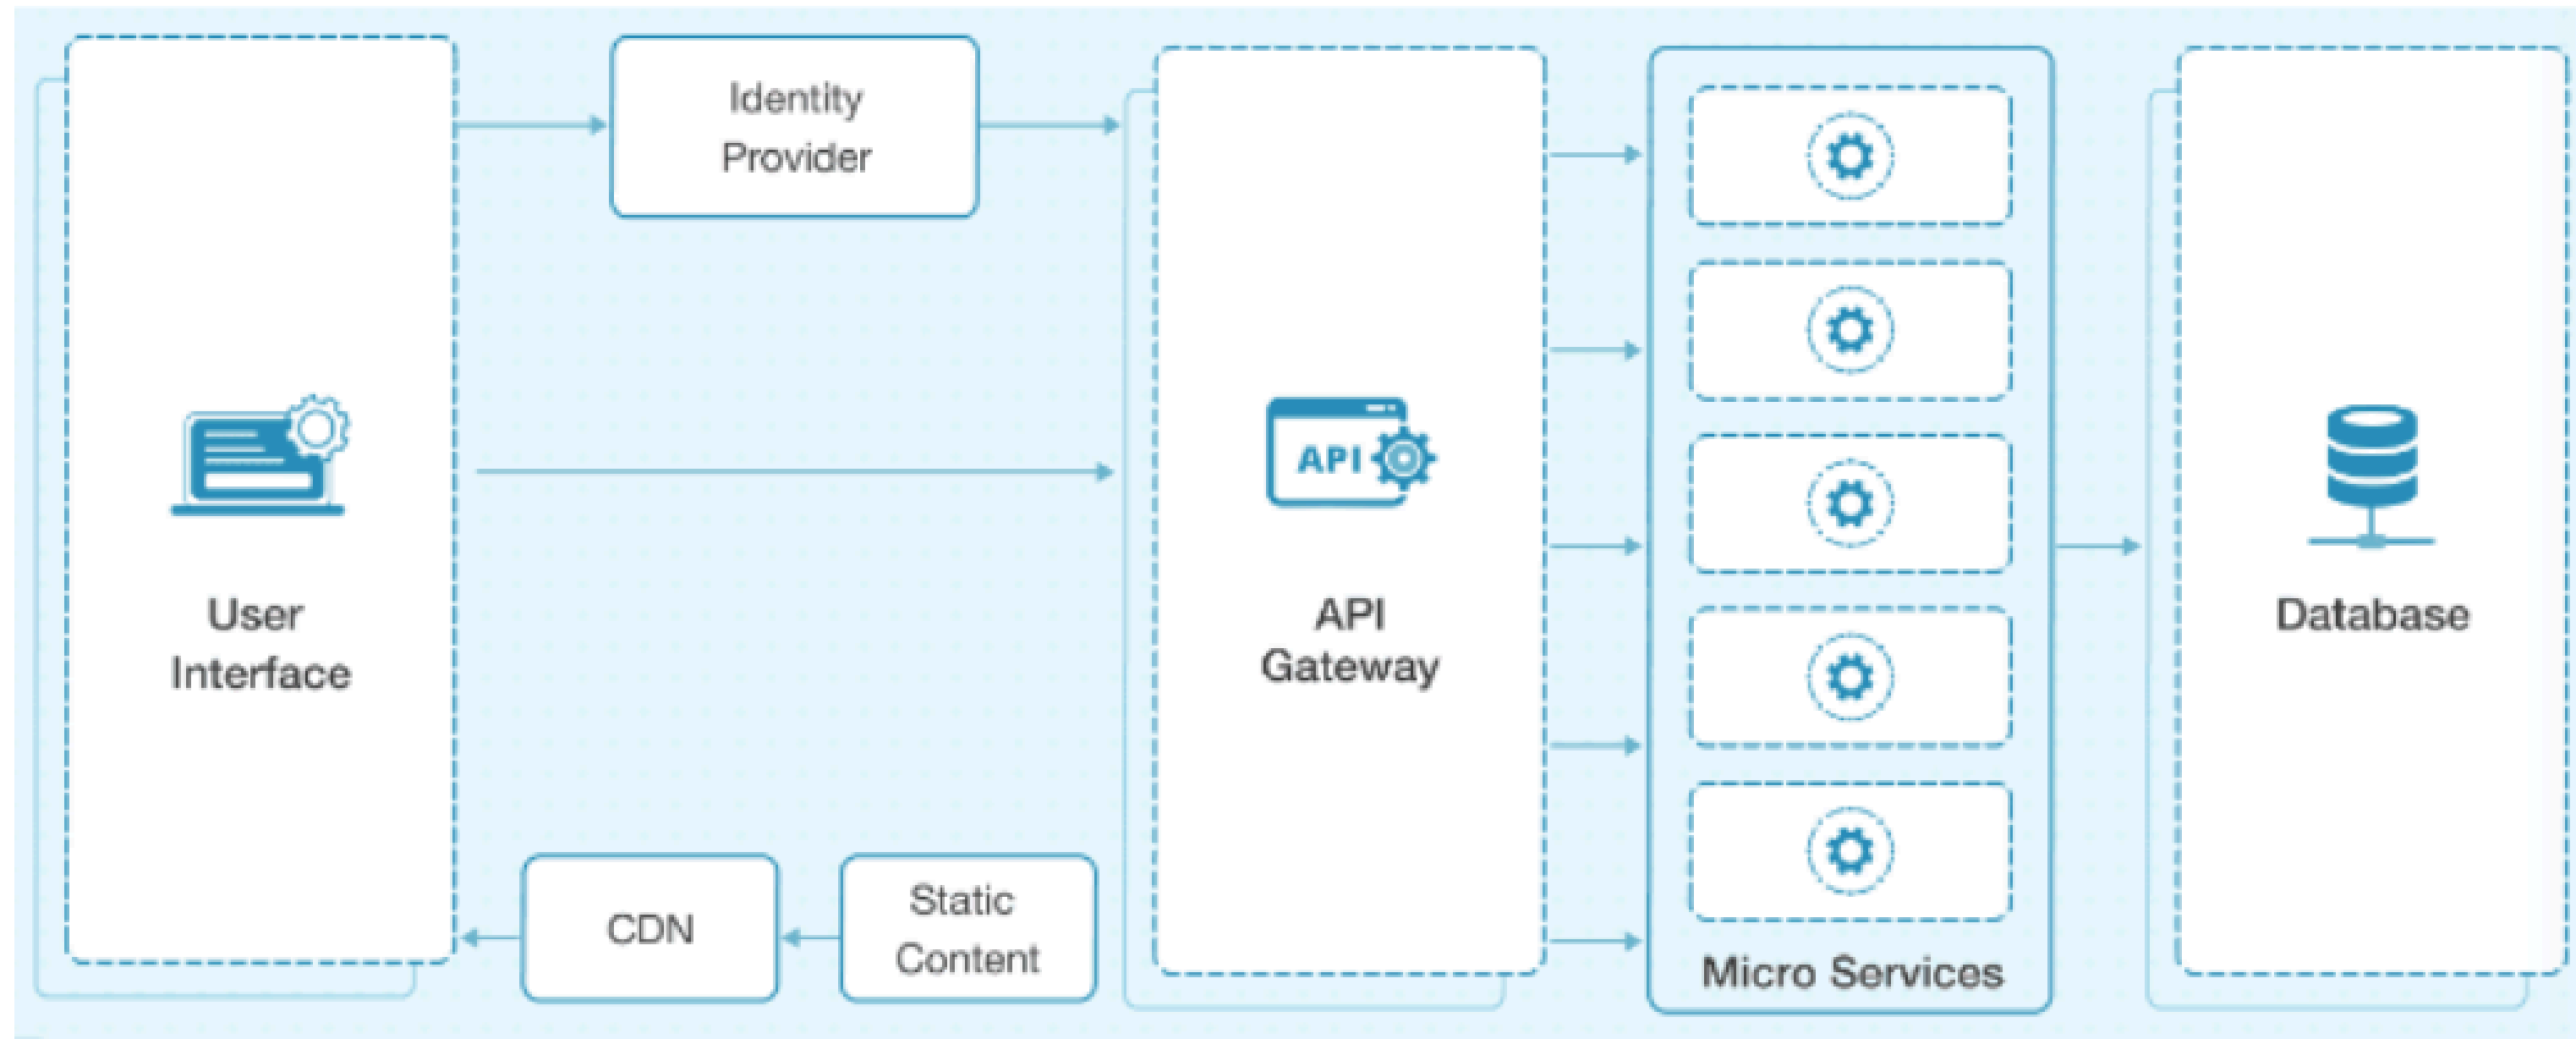 User
Interface
Identity
Provider
CDN
Static
Content
API
API
Gateway
Micro Services
Database